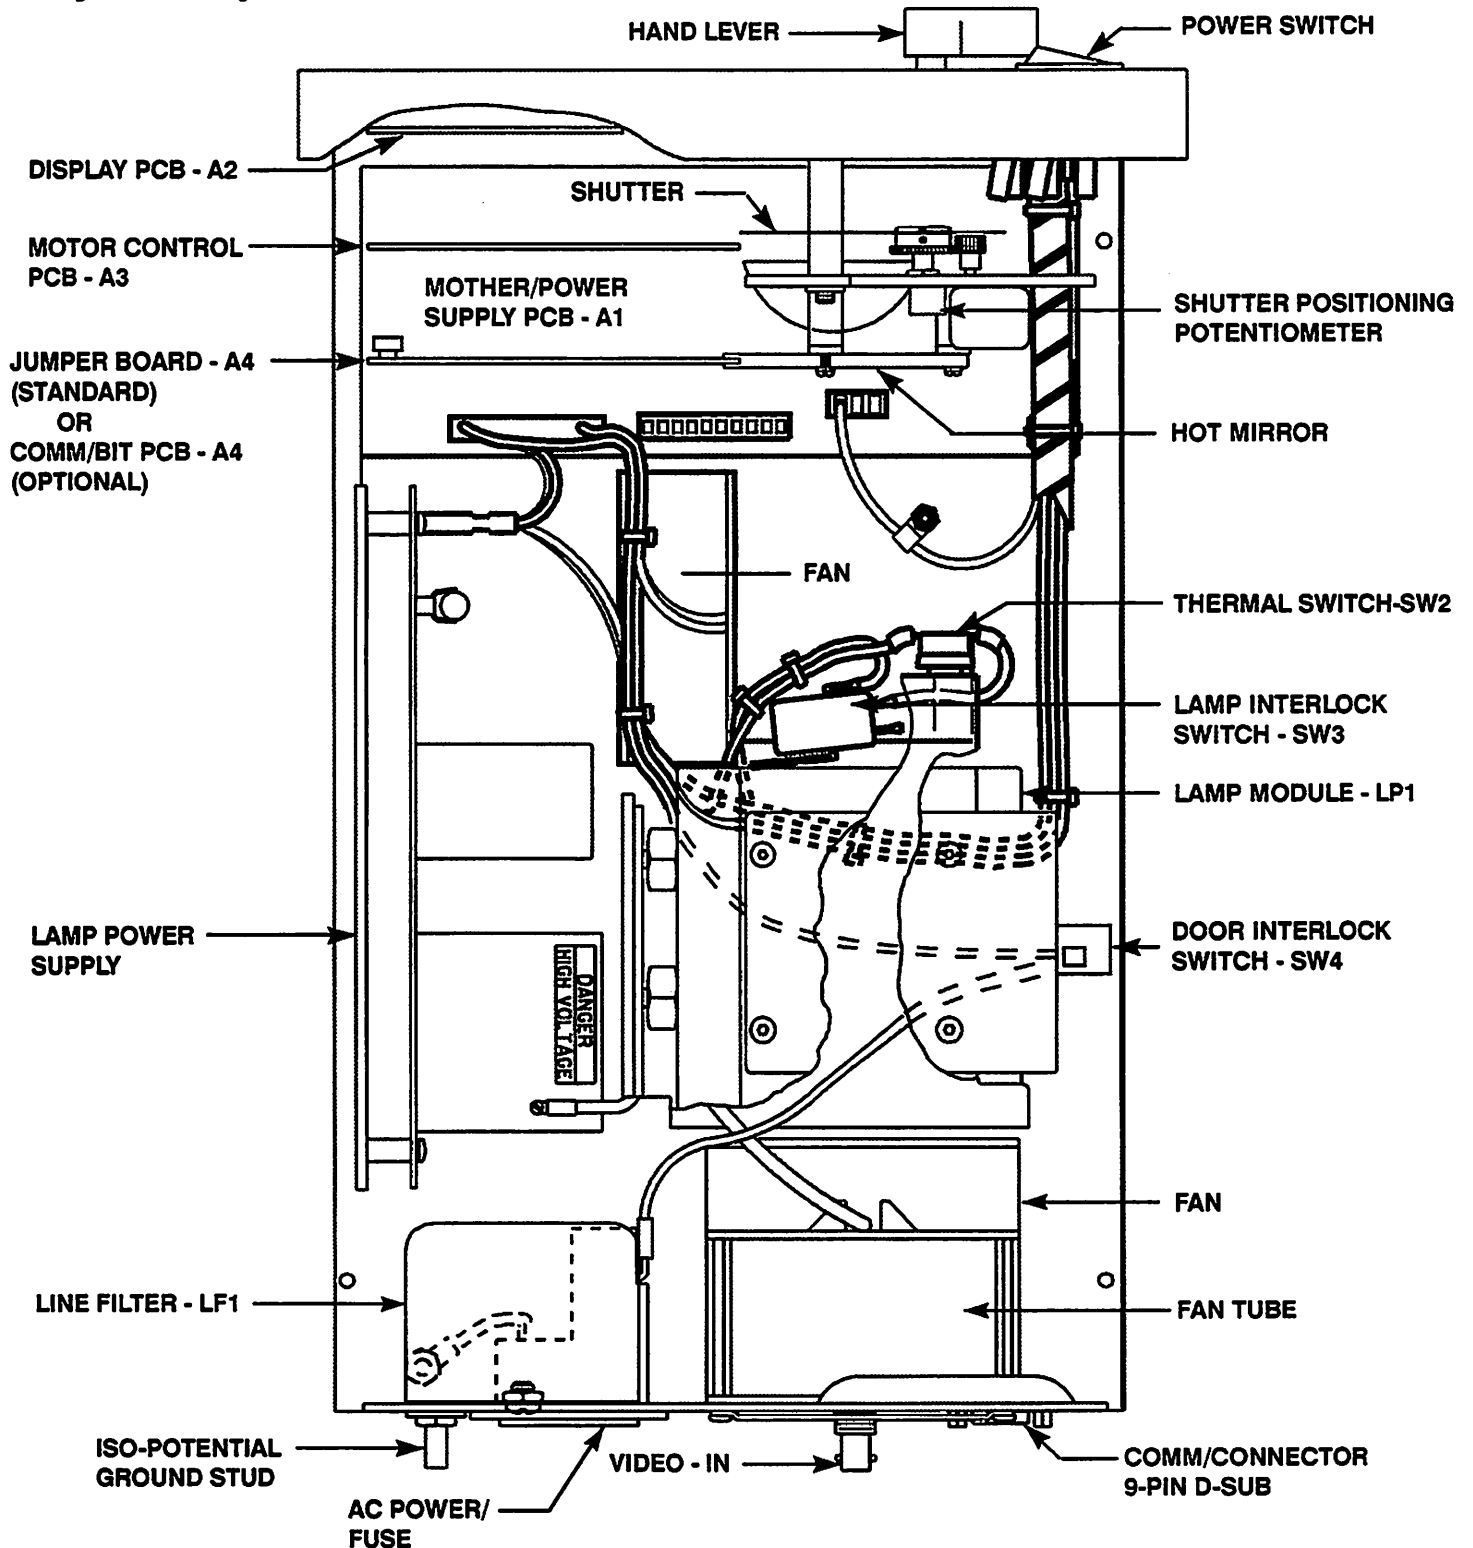 HAND LEVER
POWER SWITCH
DISPLAY PCB - A2
SHUTTER
MOTOR CONTROL
PCB - A3
MOTHER/POWER
SUPPLY PCB - A1
SHUTTER POSITIONING
POTENTIOMETER
JUMPER BOARD - A4
(STANDARD)
OR
COMM/BIT PCB - A4
(OPTIONAL)
HOT MIRROR
FAN
THERMAL SWITCH-SW2
LAMP INTERLOCK
SWITCH - SW3
LAMP MODULE - LP1
LAMP POWER
SUPPLY
DANGER
HIGH VOLTAGE
DOOR INTERLOCK
SWITCH - SW4
FAN
LINE FILTER - LF1
FAN TUBE
ISO-POTENTIAL
GROUND STUD
AC POWER/
FUSE
VIDEO - IN
COMM/CONNECTOR
9-PIN D-SUB